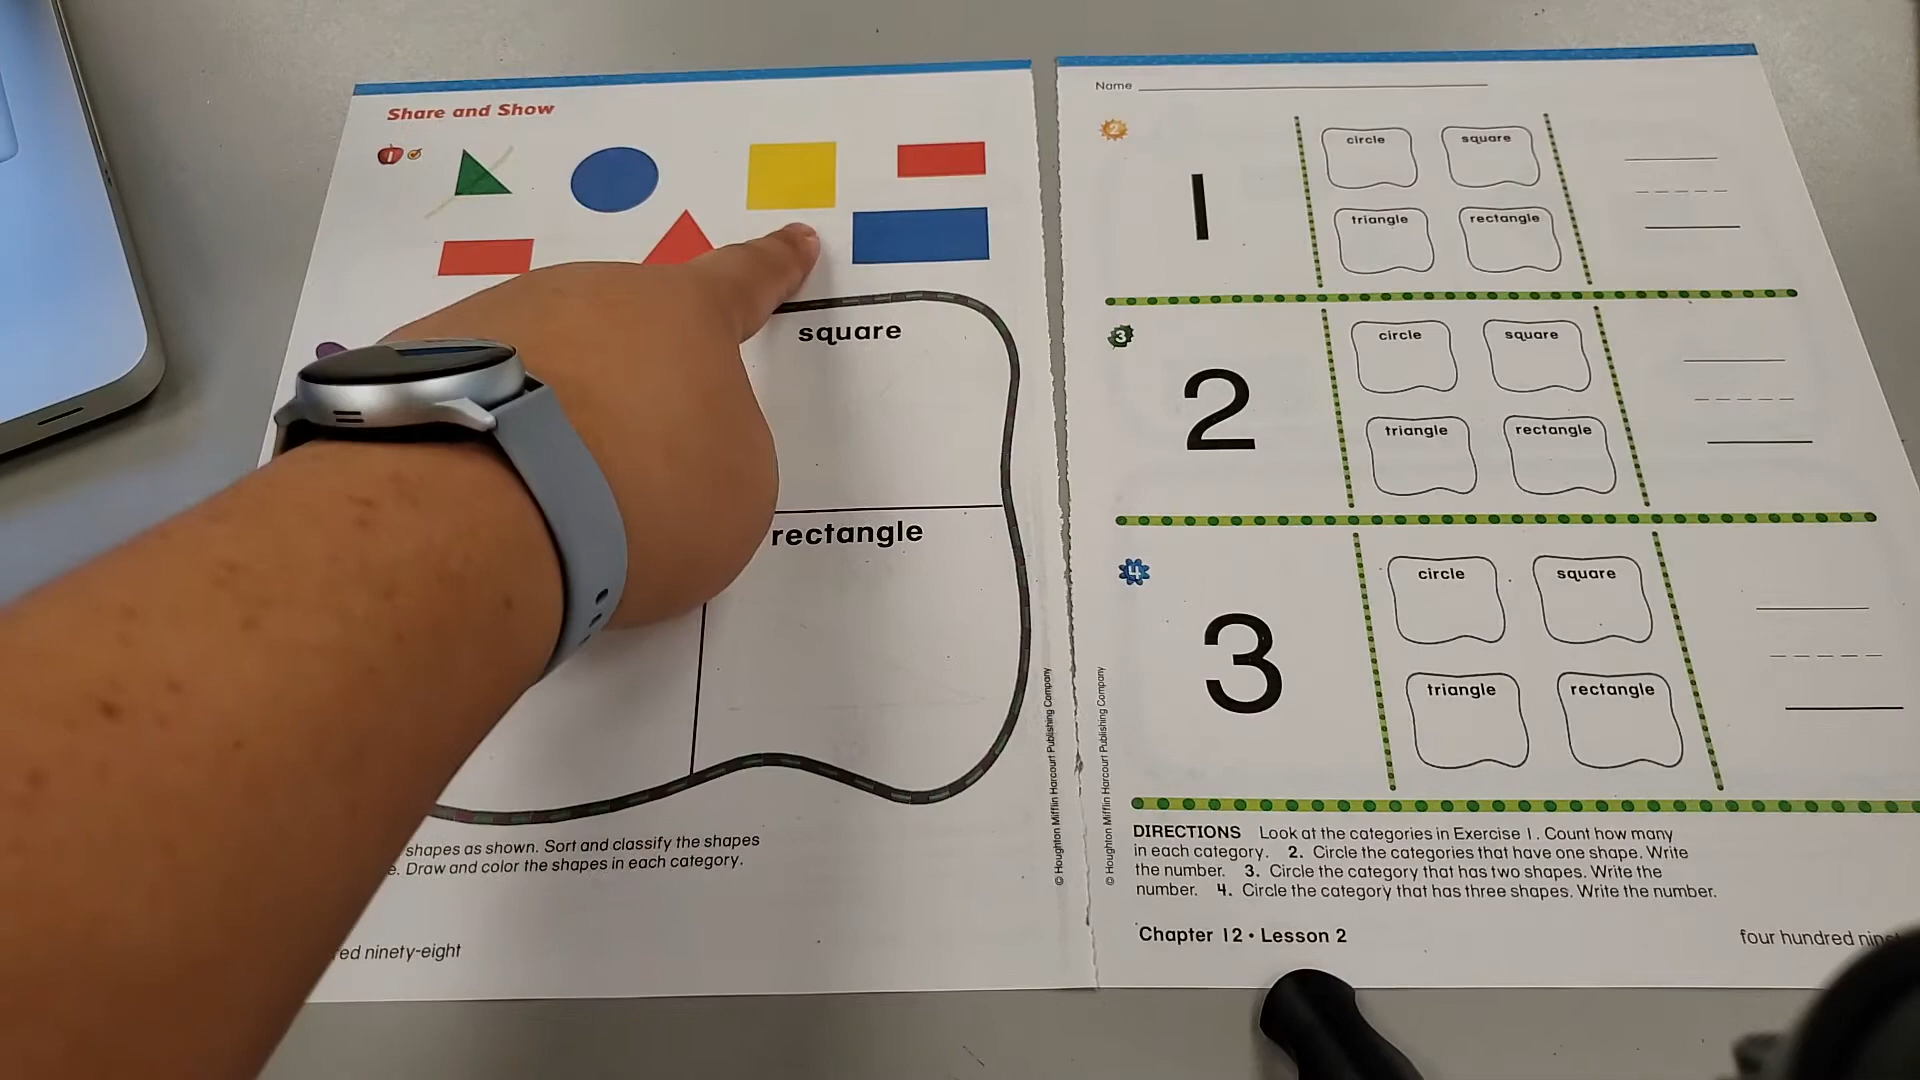 Share and Show
1
square
rectangle
shapes as shown. Sort and classify the shapes
e. Draw and color the shapes in each category.
red ninety-eight
© Houghton Mifflin Harcourt Publishing Company
Name
2
1
circle
square
triangle
rectangle
3
2
circle
square
triangle
rectangle
4
3
circle
square
triangle
rectangle
© Houghton Mifflin Harcourt Publishing Company
DIRECTIONS Look at the categories in Exercise 1. Count how many
in each category. 2. Circle the categories that have one shape. Write
the number. 3. Circle the category that has two shapes. Write the
number. 4. Circle the category that has three shapes. Write the number.
Chapter 12 • Lesson 2
four hundred nin